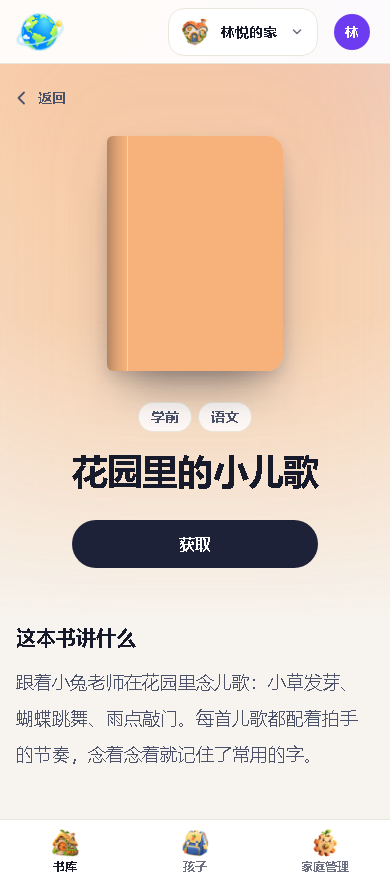 林悦的家
林
返回
学前
语文
花园里的小儿歌
获取
这本书讲什么
跟着小兔老师在花园里念儿歌：小草发芽、
蝴蝶跳舞、雨点敲门。每首儿歌都配着拍手
的节奏，念着念着就记住了常用的字。
书库
孩子
家庭管理